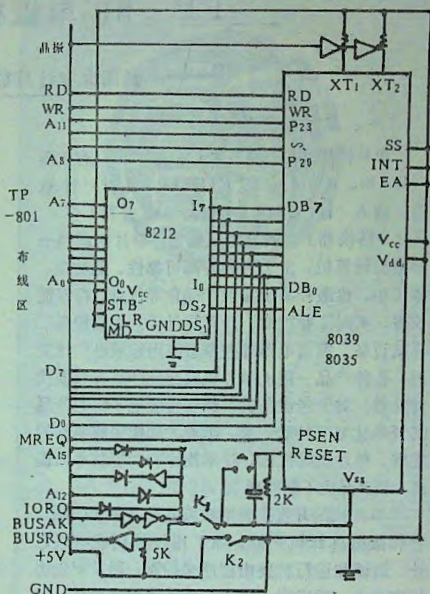 晶振
XT1 XT2
RD RD
WR WR
A11 P23
SS
INT
A8 P20
EA
TP
-801
布
线
区
A7 O7 I7 DB7
8212
Vcc
Vdd
A0 O0 I0 DB0
Vcc
STB DS2 ALE
CLR
MD GND DS1
8039
8035
D7
D0
MREQ
PSEN
A15 RESET
A12 2K
IORQ K1 Vss
BUSAK
BUSRQ
5K K2
+5V
GND